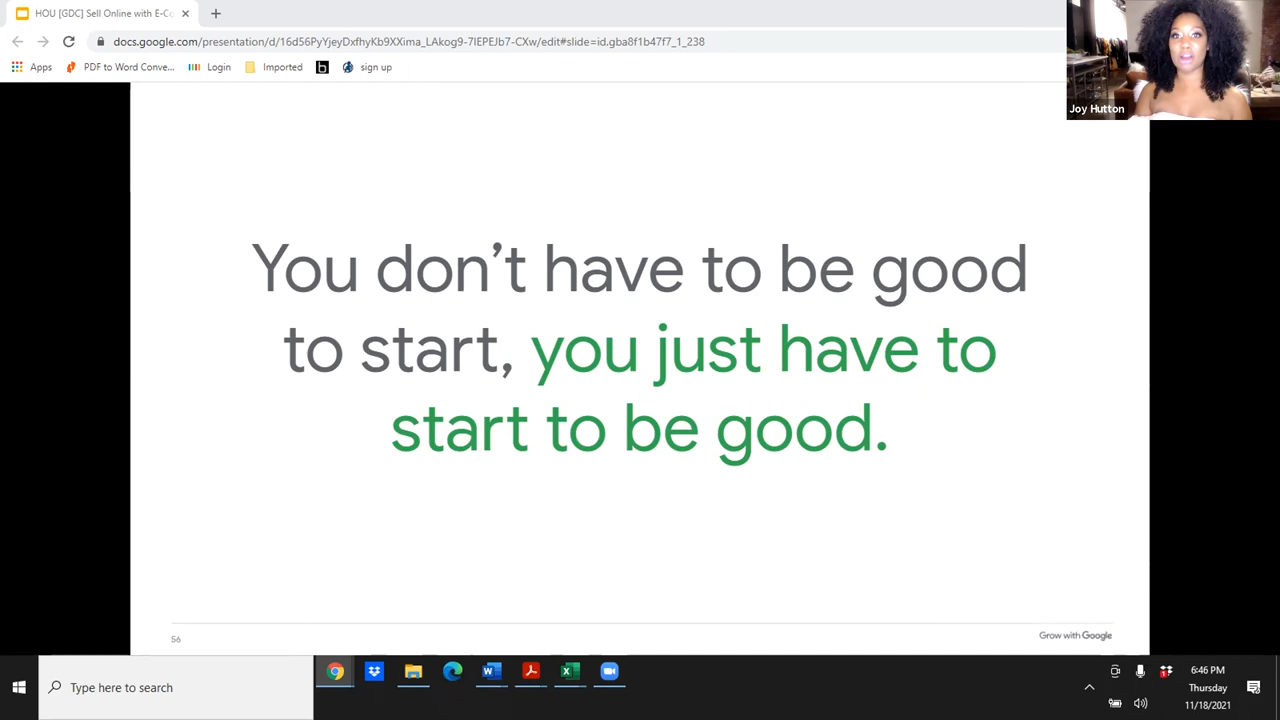 HOU [GDC] Sell Online with E-Co
docs.google.com/presentation/d/16d56PyYjeyDxfhyKb9XXima_LAkog9-7IEPEJb7-CXw/edit#slide=id.gba8f1b47f7_1_238
Apps PDF to Word Conve... Login Imported b sign up
Joy Hutton
You don’t have to be good
to start, you just have to
start to be good.
56
Grow with Google
Type here to search
W X 1
6:46 PM
Thursday
11/18/2021